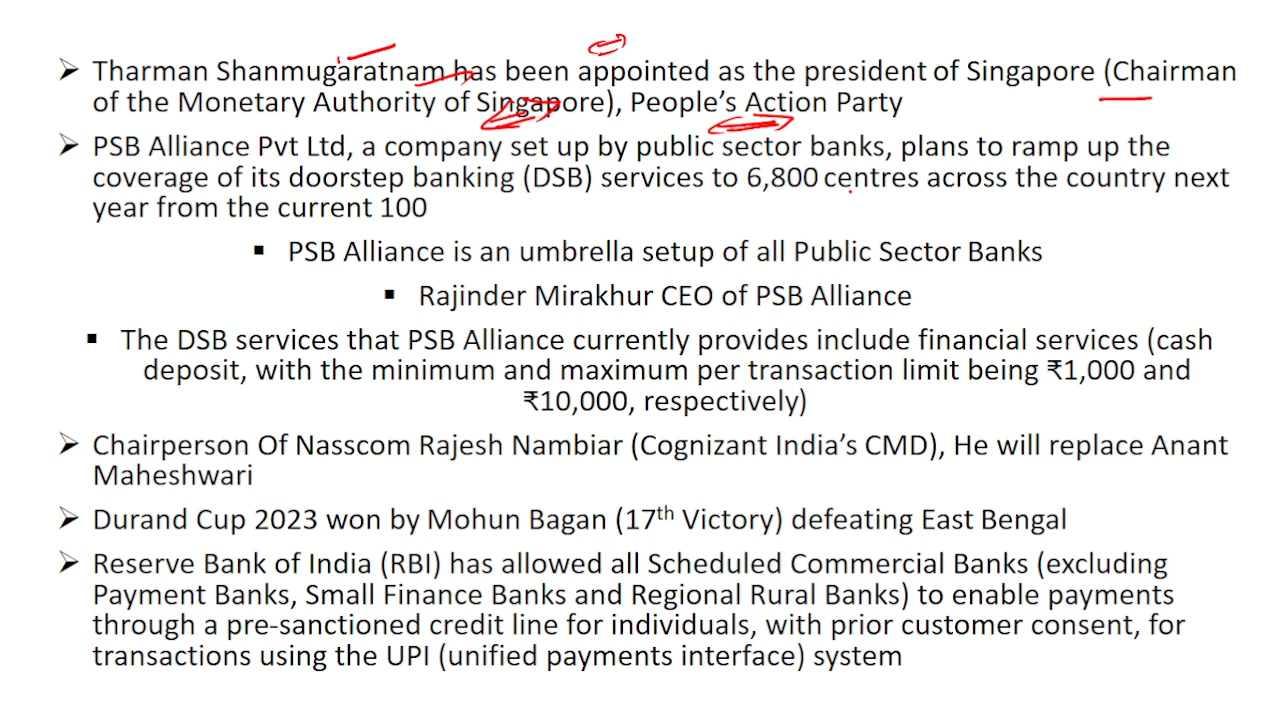 ➢ Tharman Shanmugaratnam has been appointed as the president of Singapore (Chairman
of the Monetary Authority of Singapore), People’s Action Party
➢ PSB Alliance Pvt Ltd, a company set up by public sector banks, plans to ramp up the
coverage of its doorstep banking (DSB) services to 6,800 centres across the country next
year from the current 100
▪ PSB Alliance is an umbrella setup of all Public Sector Banks
▪ Rajinder Mirakhur CEO of PSB Alliance
▪ The DSB services that PSB Alliance currently provides include financial services (cash
deposit, with the minimum and maximum per transaction limit being ₹1,000 and
₹10,000, respectively)
➢ Chairperson Of Nasscom Rajesh Nambiar (Cognizant India’s CMD), He will replace Anant
Maheshwari
➢ Durand Cup 2023 won by Mohun Bagan (17th Victory) defeating East Bengal
➢ Reserve Bank of India (RBI) has allowed all Scheduled Commercial Banks (excluding
Payment Banks, Small Finance Banks and Regional Rural Banks) to enable payments
through a pre-sanctioned credit line for individuals, with prior customer consent, for
transactions using the UPI (unified payments interface) system